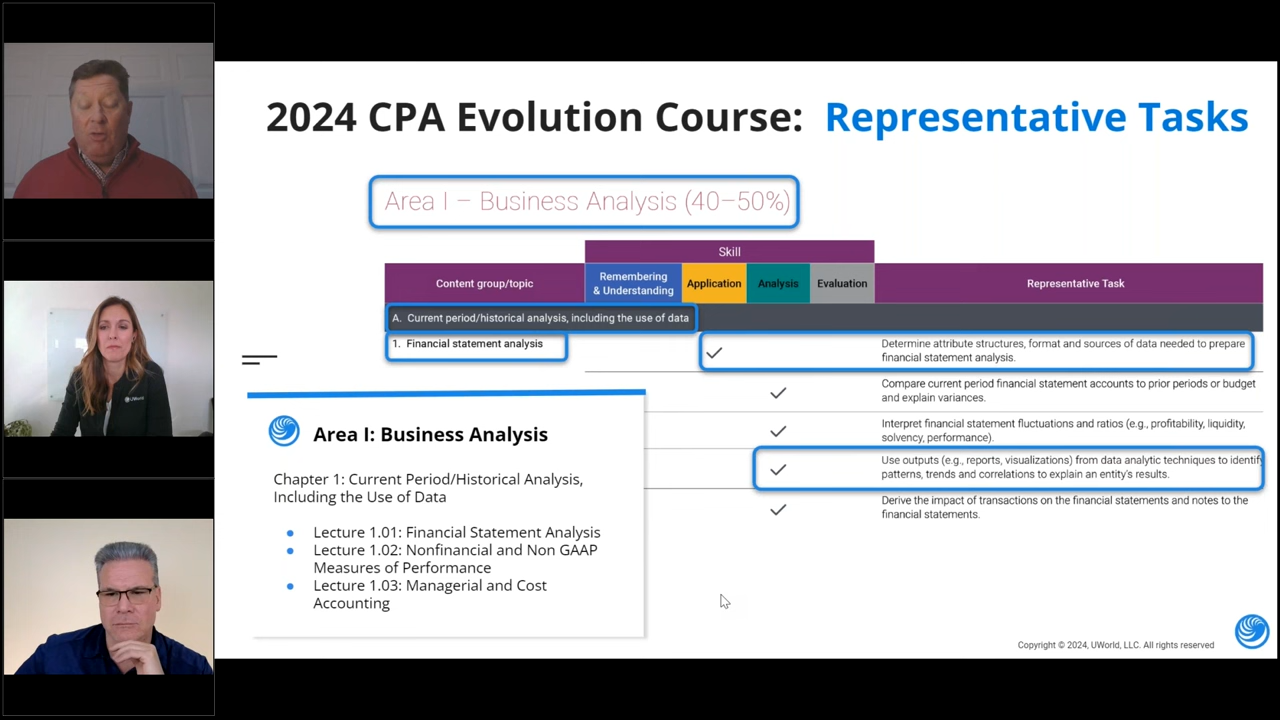 2024 CPA Evolution Course: Representative Tasks
Area I – Business Analysis (40–50%)
Skill
Content group/topic
Remembering
& Understanding
Application
Analysis
Evaluation
Representative Task
A. Current period/historical analysis, including the use of data
1. Financial statement analysis
Determine attribute structures, format and sources of data needed to prepare
financial statement analysis.
Compare current period financial statement accounts to prior periods or budget
and explain variances.
Interpret financial statement fluctuations and ratios (e.g., profitability, liquidity,
solvency, performance).
Use outputs (e.g., reports, visualizations) from data analytic techniques to identify
patterns, trends and correlations to explain an entity's results.
Derive the impact of transactions on the financial statements and notes to the
financial statements.
Area I: Business Analysis
Chapter 1: Current Period/Historical Analysis,
Including the Use of Data
● Lecture 1.01: Financial Statement Analysis
● Lecture 1.02: Nonfinancial and Non GAAP
Measures of Performance
● Lecture 1.03: Managerial and Cost
Accounting
Copyright © 2024, UWorld, LLC. All rights reserved
UWorld